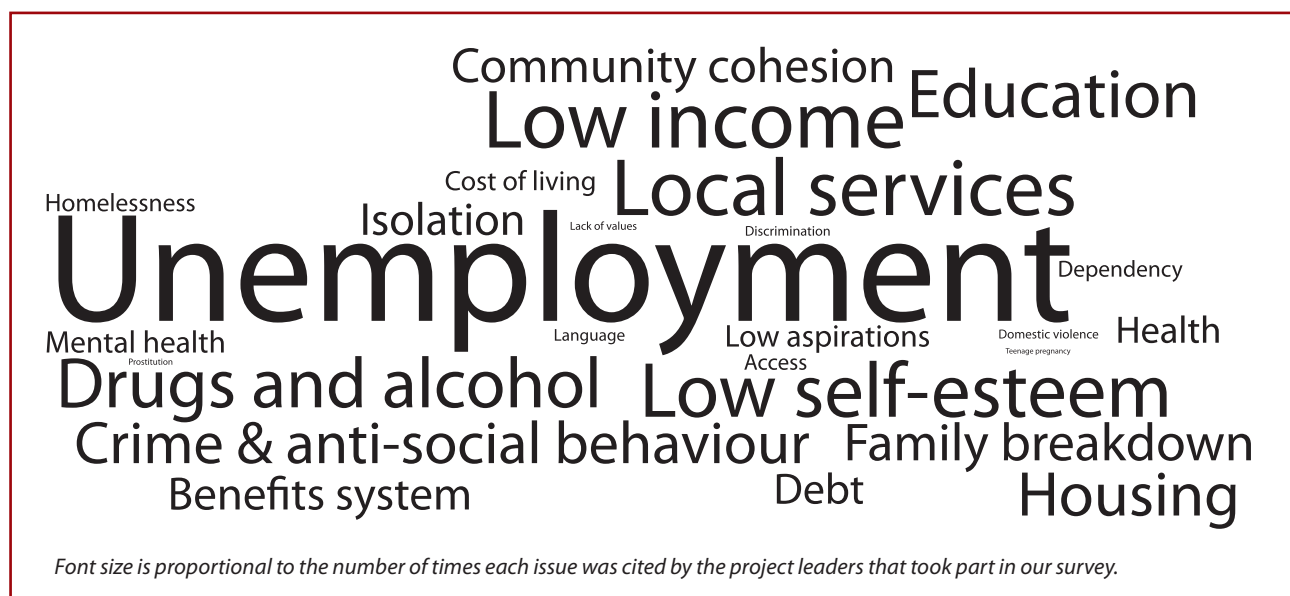 Community cohesion
Education
Low income
Cost of living
Local services
Homelessness
Isolation
Lack of values
Discrimination
Unemployment
Dependency
Mental health
Language
Low aspirations
Domestic violence
Health
Prostitution
Teenage pregnancy
Access
Drugs and alcohol
Low self-esteem
Crime & anti-social behaviour
Family breakdown
Benefits system
Debt
Housing
Font size is proportional to the number of times each issue was cited by the project leaders that took part in our survey.